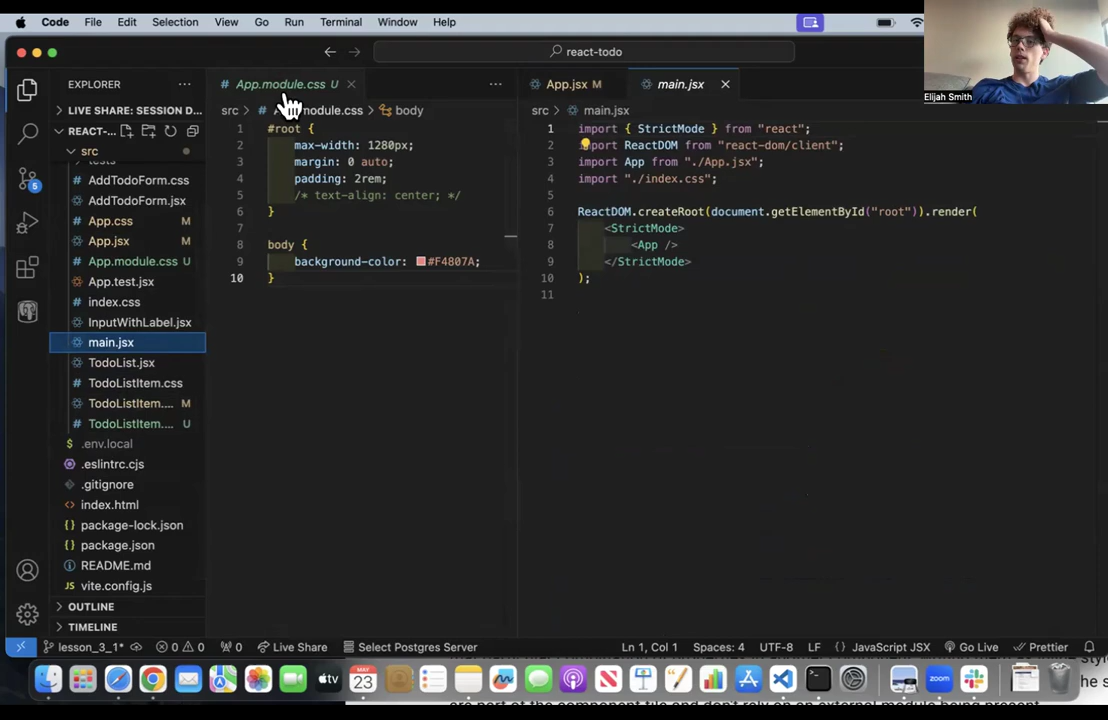 Code File Edit Selection View Go Run Terminal Window Help
react-todo
Elijah Smith
EXPLORER
LIVE SHARE: SESSION D...
REACT-...
src
tests
AddTodoForm.css
AddTodoForm.jsx
App.css M
App.jsx M
App.module.css U
App.test.jsx
index.css
InputWithLabel.jsx
main.jsx
TodoList.jsx
TodoListItem.css
TodoListItem.... M
TodoListItem.... U
.env.local
.eslintrc.cjs
.gitignore
index.html
package-lock.json
package.json
README.md
vite.config.js
OUTLINE
TIMELINE
5
# App.module.css U
src > # module.css > body
1 #root {
2 max-width: 1280px;
3 margin: 0 auto;
4 padding: 2rem;
5 /* text-align: center; */
6 }
7
8 body {
9 background-color: #F4807A;
10 }
App.jsx M main.jsx
src > main.jsx
1 import { StrictMode } from "react";
2 import ReactDOM from "react-dom/client";
3 import App from "./App.jsx";
4 import "./index.css";
5
6 ReactDOM.createRoot(document.getElementById("root")).render(
7 <StrictMode>
8 <App />
9 </StrictMode>
10 );
11
lesson_3_1* 0 0 0 Live Share Select Postgres Server Ln 1, Col 1 Spaces: 4 UTF-8 LF JavaScript JSX Go Live Prettier
tv
MAY
23
zoom